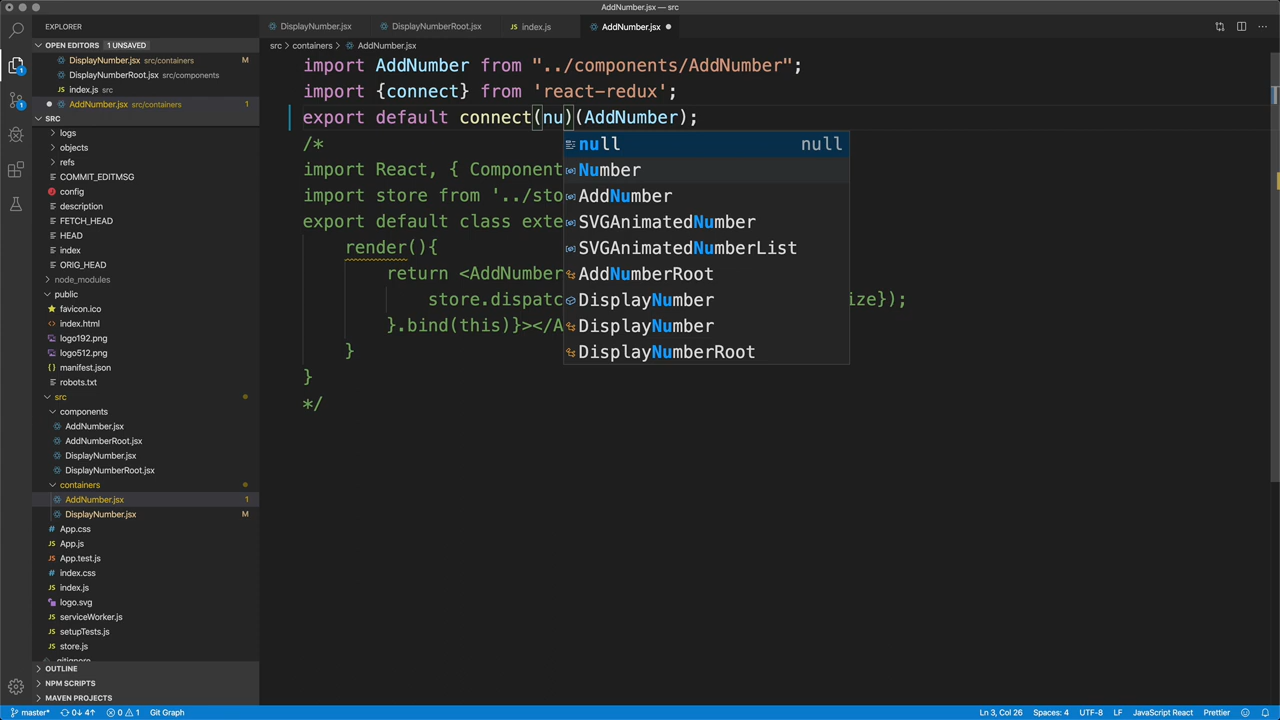 AddNumber.jsx — src
EXPLORER
DisplayNumber.jsx
DisplayNumberRoot.jsx
index.js
AddNumber.jsx
OPEN EDITORS 1 UNSAVED
src > containers > AddNumber.jsx
DisplayNumber.jsx src/containers M
DisplayNumberRoot.jsx src/components
index.js src
AddNumber.jsx src/containers 1
SRC
logs
objects
refs
COMMIT_EDITMSG
config
description
FETCH_HEAD
HEAD
index
ORIG_HEAD
node_modules
public
favicon.ico
index.html
logo192.png
logo512.png
manifest.json
robots.txt
src
components
AddNumber.jsx
AddNumberRoot.jsx
DisplayNumber.jsx
DisplayNumberRoot.jsx
containers
AddNumber.jsx 1
DisplayNumber.jsx M
App.css
App.js
App.test.js
index.css
index.js
logo.svg
serviceWorker.js
setupTests.js
store.js
.gitignore
OUTLINE
NPM SCRIPTS
MAVEN PROJECTS
import AddNumber from "../components/AddNumber";
import {connect} from 'react-redux';
export default connect(nu)(AddNumber);
/*
import React, { Component
import store from '../sto
export default class exte
render(){
return <AddNumber
store.dispatc ize});
}.bind(this)}></A
}
}
*/
null null
Number
AddNumber
SVGAnimatedNumber
SVGAnimatedNumberList
AddNumberRoot
DisplayNumber
DisplayNumber
DisplayNumberRoot
master* 0↓ 4↑ 0 1 Git Graph
Ln 3, Col 26 Spaces: 4 UTF-8 LF JavaScript React Prettier